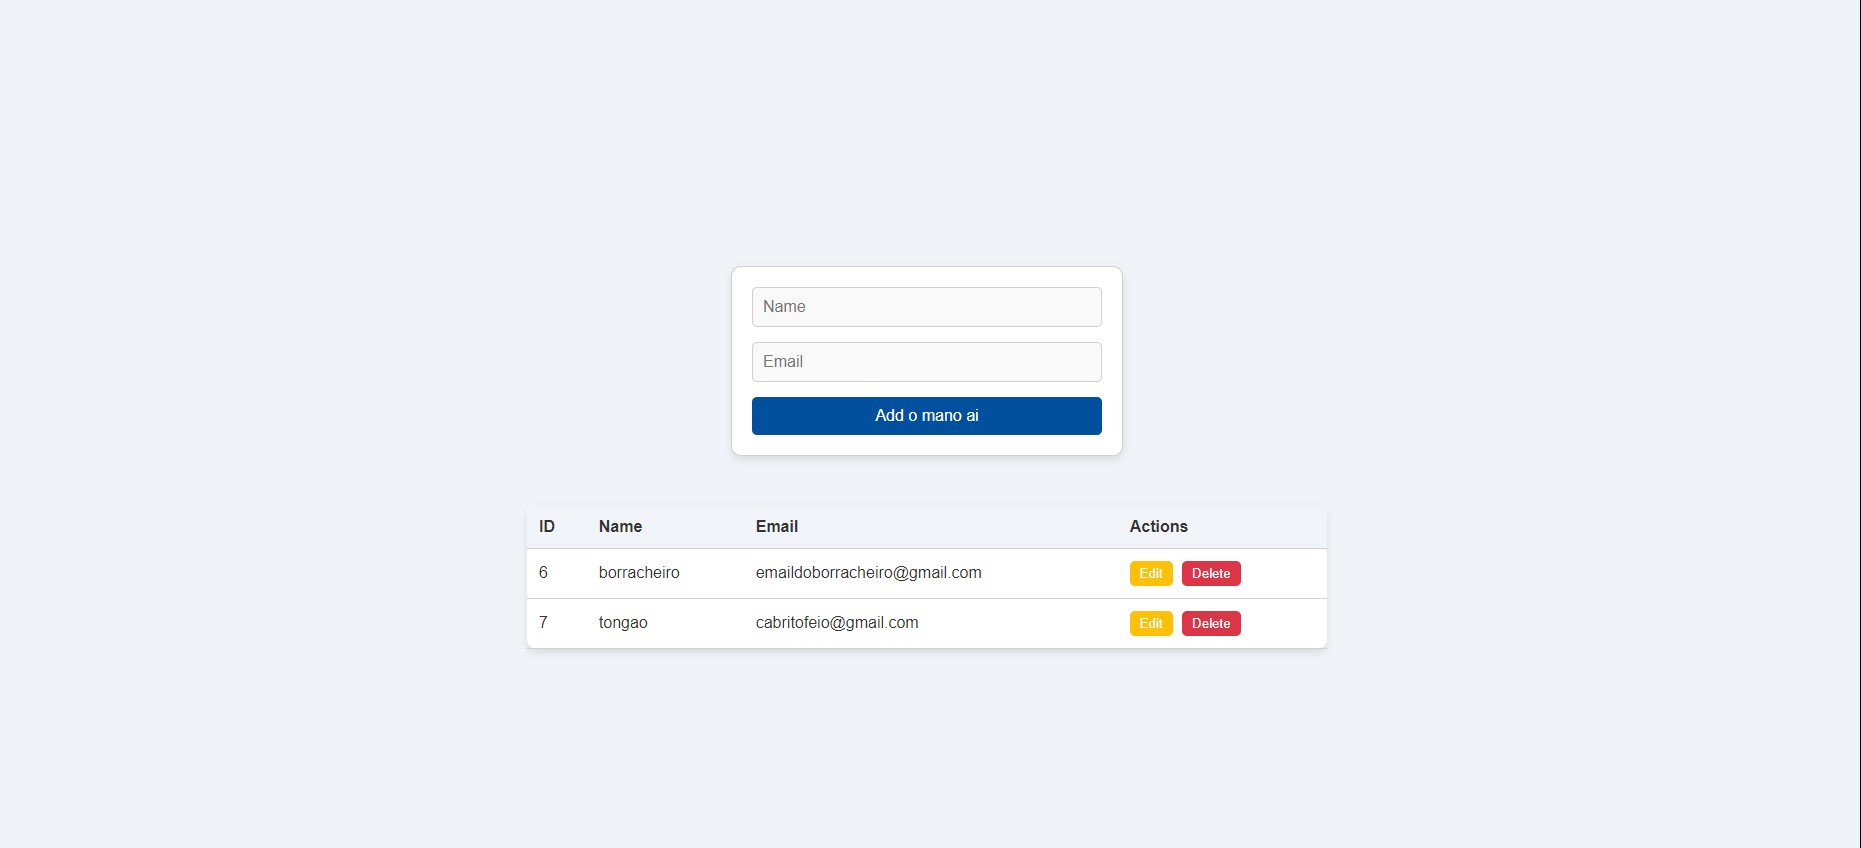 Name
Email
Add o mano ai
ID Name Email Actions
6 borracheiro emaildoborracheiro@gmail.com Edit Delete
7 tongao cabritofeio@gmail.com Edit Delete